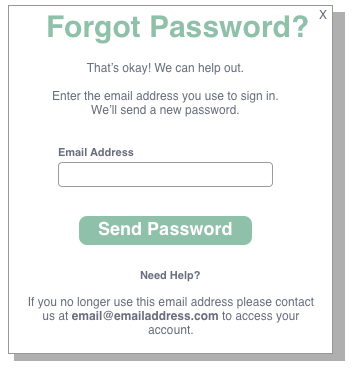 X
Forgot Password?
That's okay! We can help out.
Enter the email address you use to sign in.
We'll send a new password.
Email Address
Send Password
Need Help?
If you no longer use this email address please contact
us at email@emailaddress.com to access your
account.